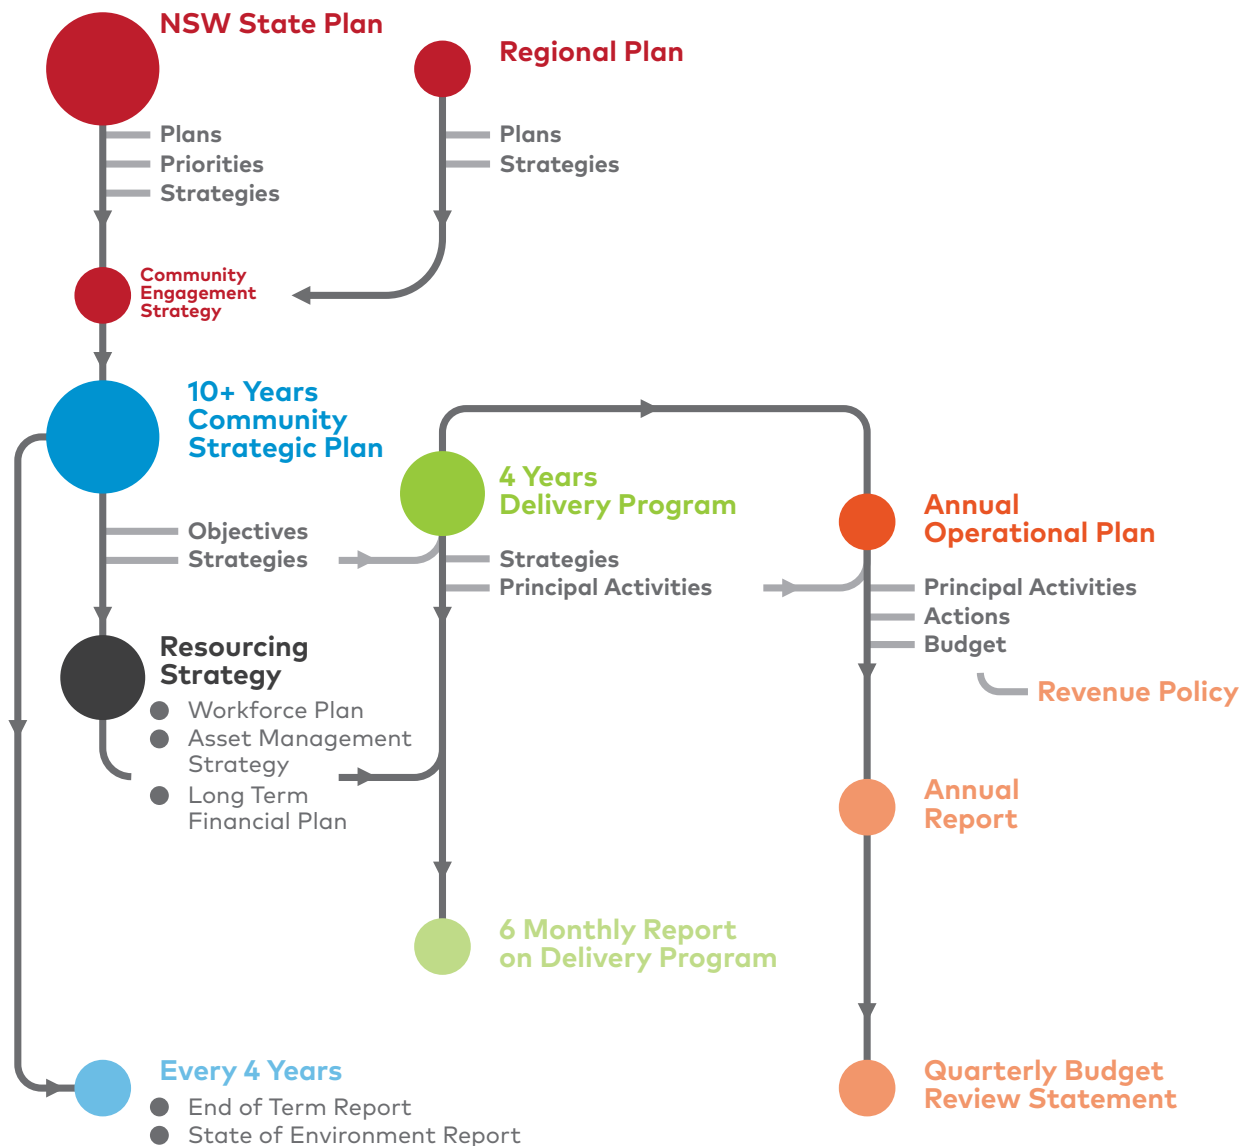 NSW State Plan
Plans
Priorities
Strategies
Regional Plan
Plans
Strategies
Community
Engagement
Strategy
10+ Years
Community
Strategic Plan
Objectives
Strategies
4 Years
Delivery Program
Strategies
Principal Activities
Annual
Operational Plan
Principal Activities
Actions
Budget
Revenue Policy
Resourcing
Strategy
Workforce Plan
Asset Management
Strategy
Long Term
Financial Plan
Annual
Report
6 Monthly Report
on Delivery Program
Every 4 Years
End of Term Report
State of Environment Report
Quarterly Budget
Review Statement